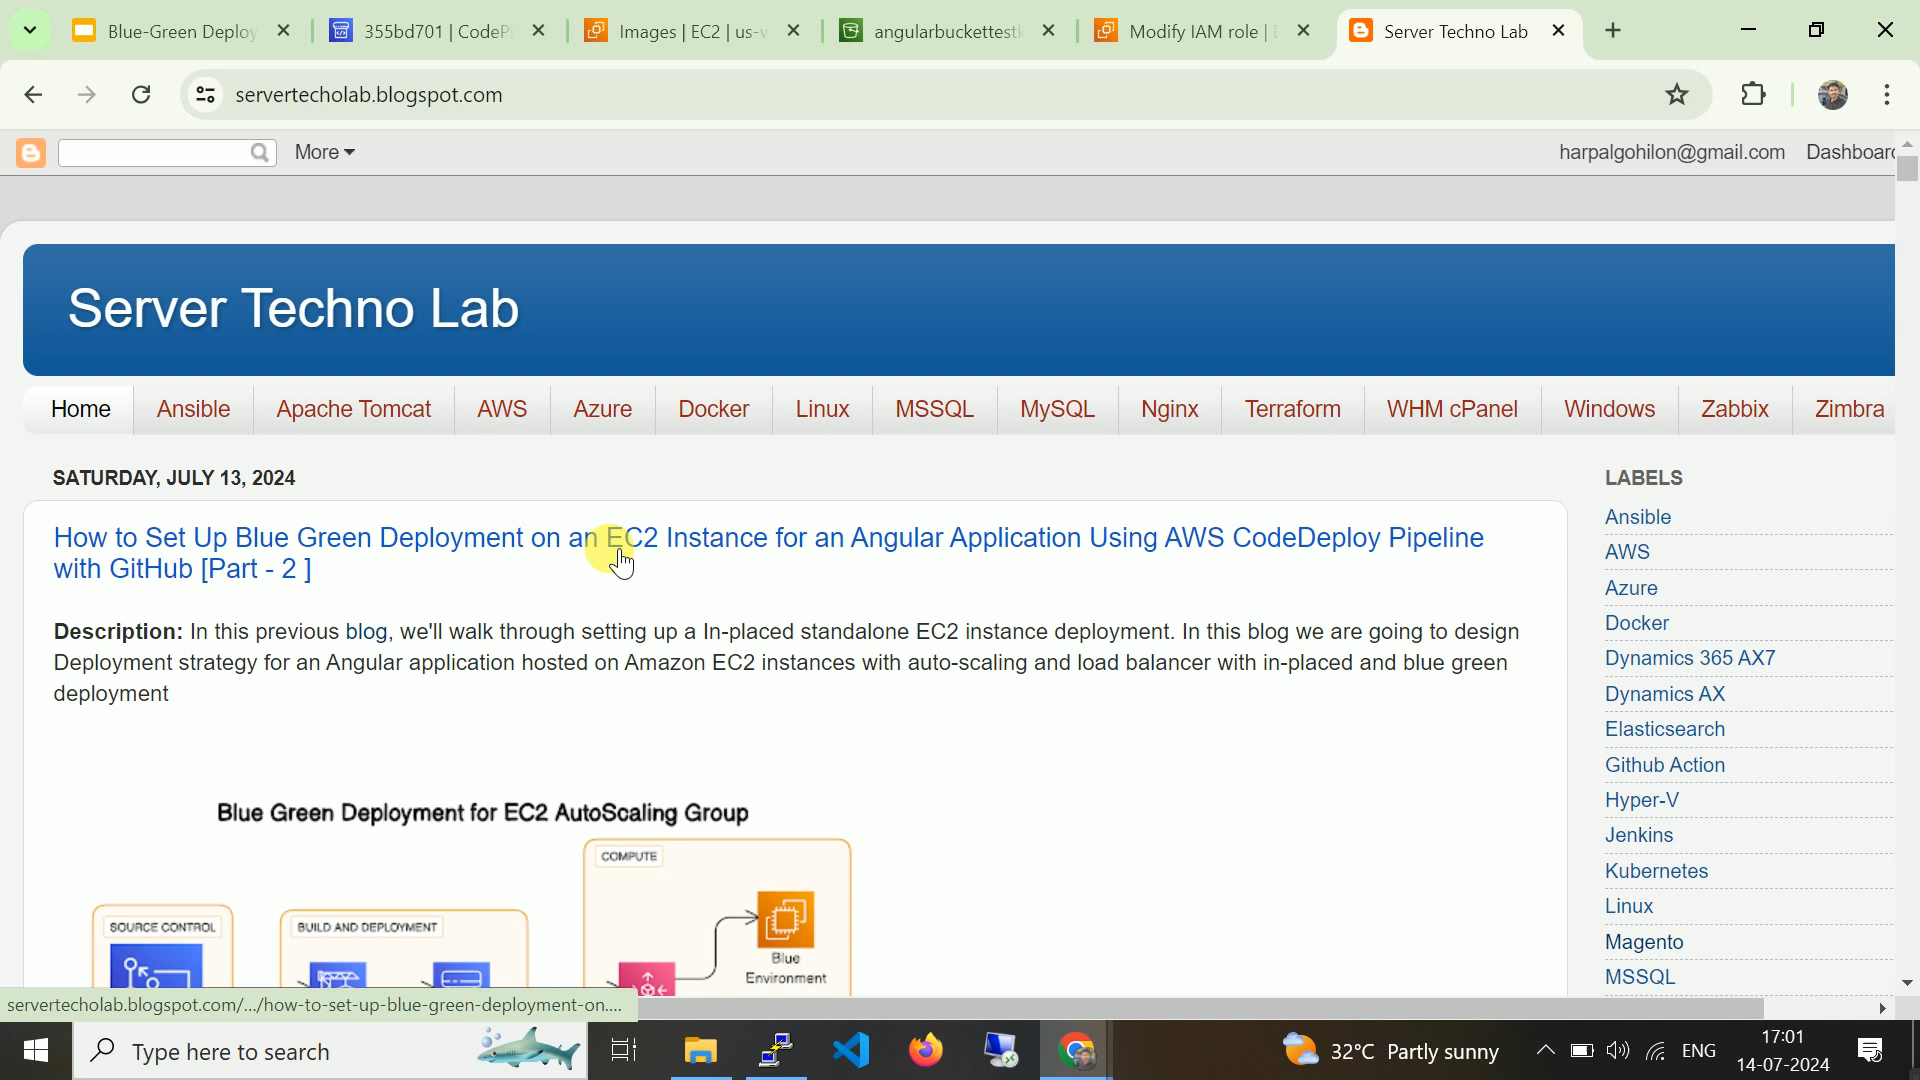 Blue-Green Deploy
355bd701 | CodeP
Images | EC2 | us-w
angularbuckettest
Modify IAM role |
Server Techno Lab
servertecholab.blogspot.com
More
harpalgohilon@gmail.com
Dashboard
Server Techno Lab
Home
Ansible
Apache Tomcat
AWS
Azure
Docker
Linux
MSSQL
MySQL
Nginx
Terraform
WHM cPanel
Windows
Zabbix
Zimbra
SATURDAY, JULY 13, 2024
How to Set Up Blue Green Deployment on an EC2 Instance for an Angular Application Using AWS CodeDeploy Pipeline
with GitHub [Part - 2 ]
Description: In this previous blog, we'll walk through setting up a In-placed standalone EC2 instance deployment. In this blog we are going to design
Deployment strategy for an Angular application hosted on Amazon EC2 instances with auto-scaling and load balancer with in-placed and blue green
deployment
Blue Green Deployment for EC2 AutoScaling Group
COMPUTE
SOURCE CONTROL
BUILD AND DEPLOYMENT
Blue
Environment
LABELS
Ansible
AWS
Azure
Docker
Dynamics 365 AX7
Dynamics AX
Elasticsearch
Github Action
Hyper-V
Jenkins
Kubernetes
Linux
Magento
MSSQL
servertecholab.blogspot.com/.../how-to-set-up-blue-green-deployment-on....
Type here to search
32°C Partly sunny
ENG
17:01
14-07-2024